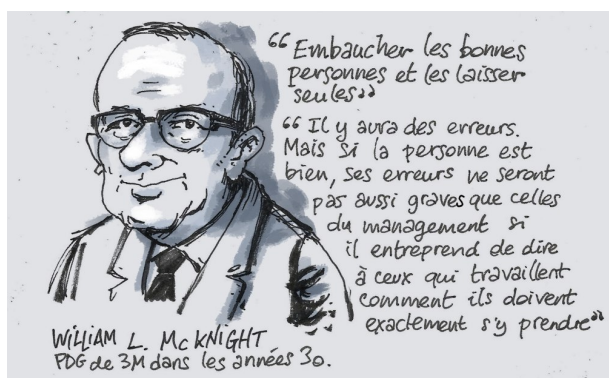 “Embaucher les bonnes
personnes et les laisser
seules”
“Il y aura des erreurs.
Mais si la personne est
bien, ses erreurs ne seront
pas aussi graves que celles
du management si
il entreprend de dire
à ceux qui travaillent
comment ils doivent
exactement s'y prendre”
WILLIAM L. McKNIGHT
PDG de 3M dans les années 30.